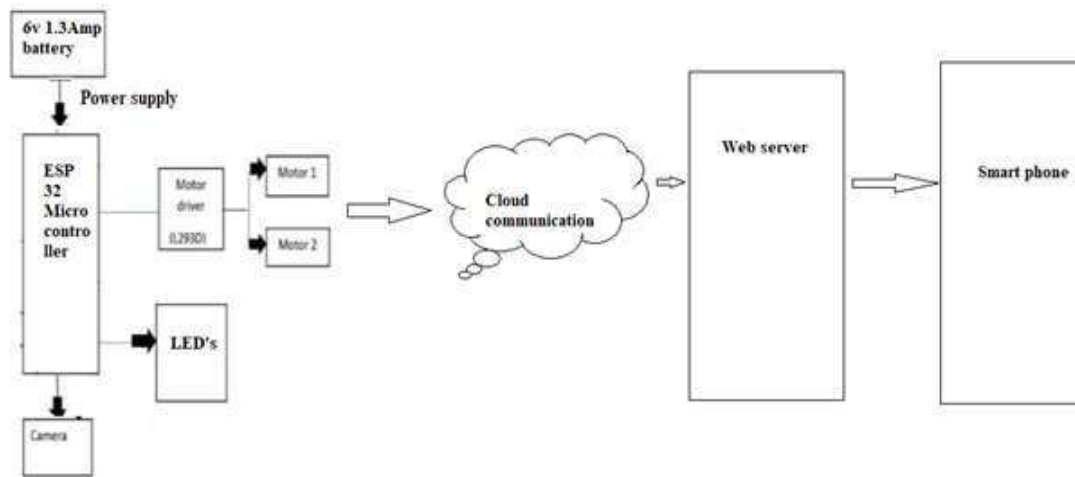 6v 1.3Amp
battery
Power supply
ESP
32
Micro
contro
ller
Motor
driver
(L293D)
Motor 1
Motor 2
LED's
Camera
Cloud
communication
Web server
Smart phone